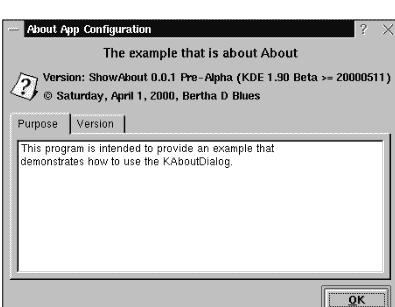 About App Configuration
The example that is about About
Version: ShowAbout 0.0.1 Pre-Alpha (KDE 1.90 Beta >= 20000511)
© Saturday, April 1, 2000, Bertha D Blues
Purpose Version
This program is intended to provide an example that
demonstrates how to use the KAboutDialog.
OK